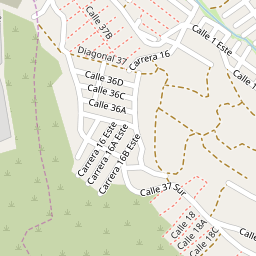 Calle 37B
Calle 1 Este
Diagonal 37
Carrera 16
Calle 36D
Calle 36C
Calle 36A
Carrera 16 Este
Carrera 16A Este
Carrera 16B Este
Calle 37 Sur
Calle 18
Calle 18A
Calle 18C